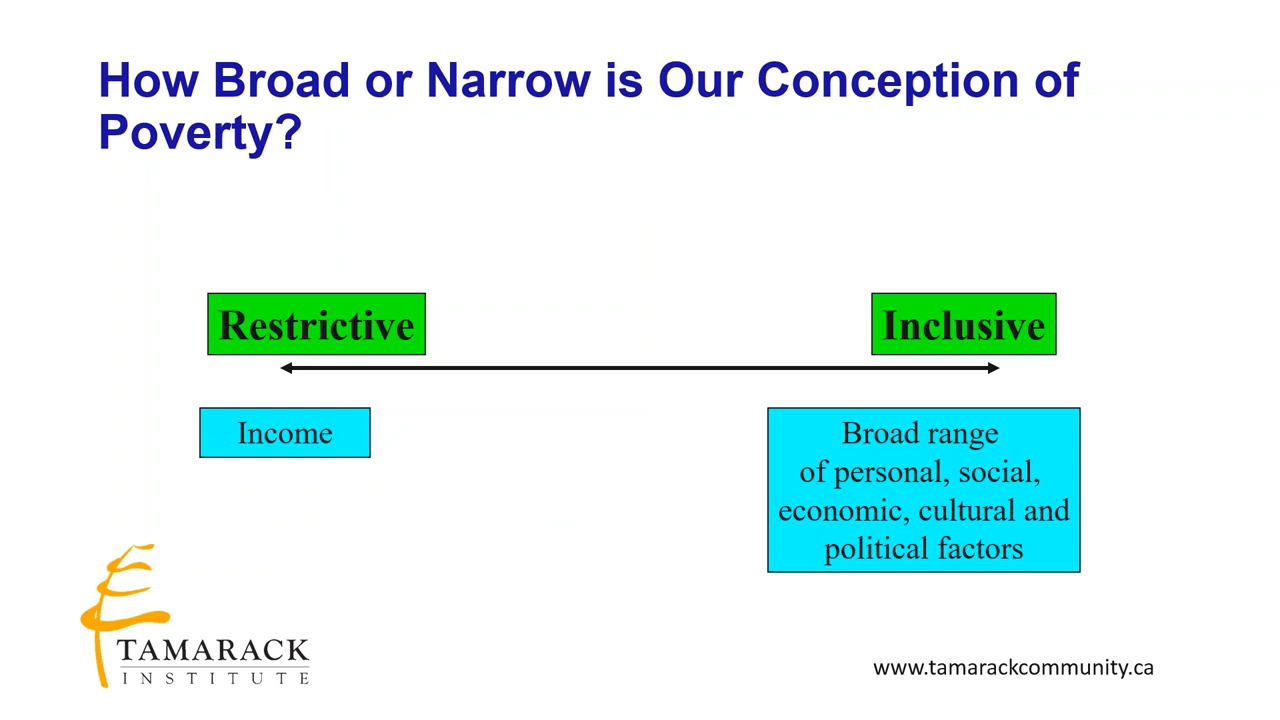 How Broad or Narrow is Our Conception of
Poverty?
Restrictive
Inclusive
Income
Broad range
of personal, social,
economic, cultural and
political factors
TAMARACK
INSTITUTE
www.tamarackcommunity.ca